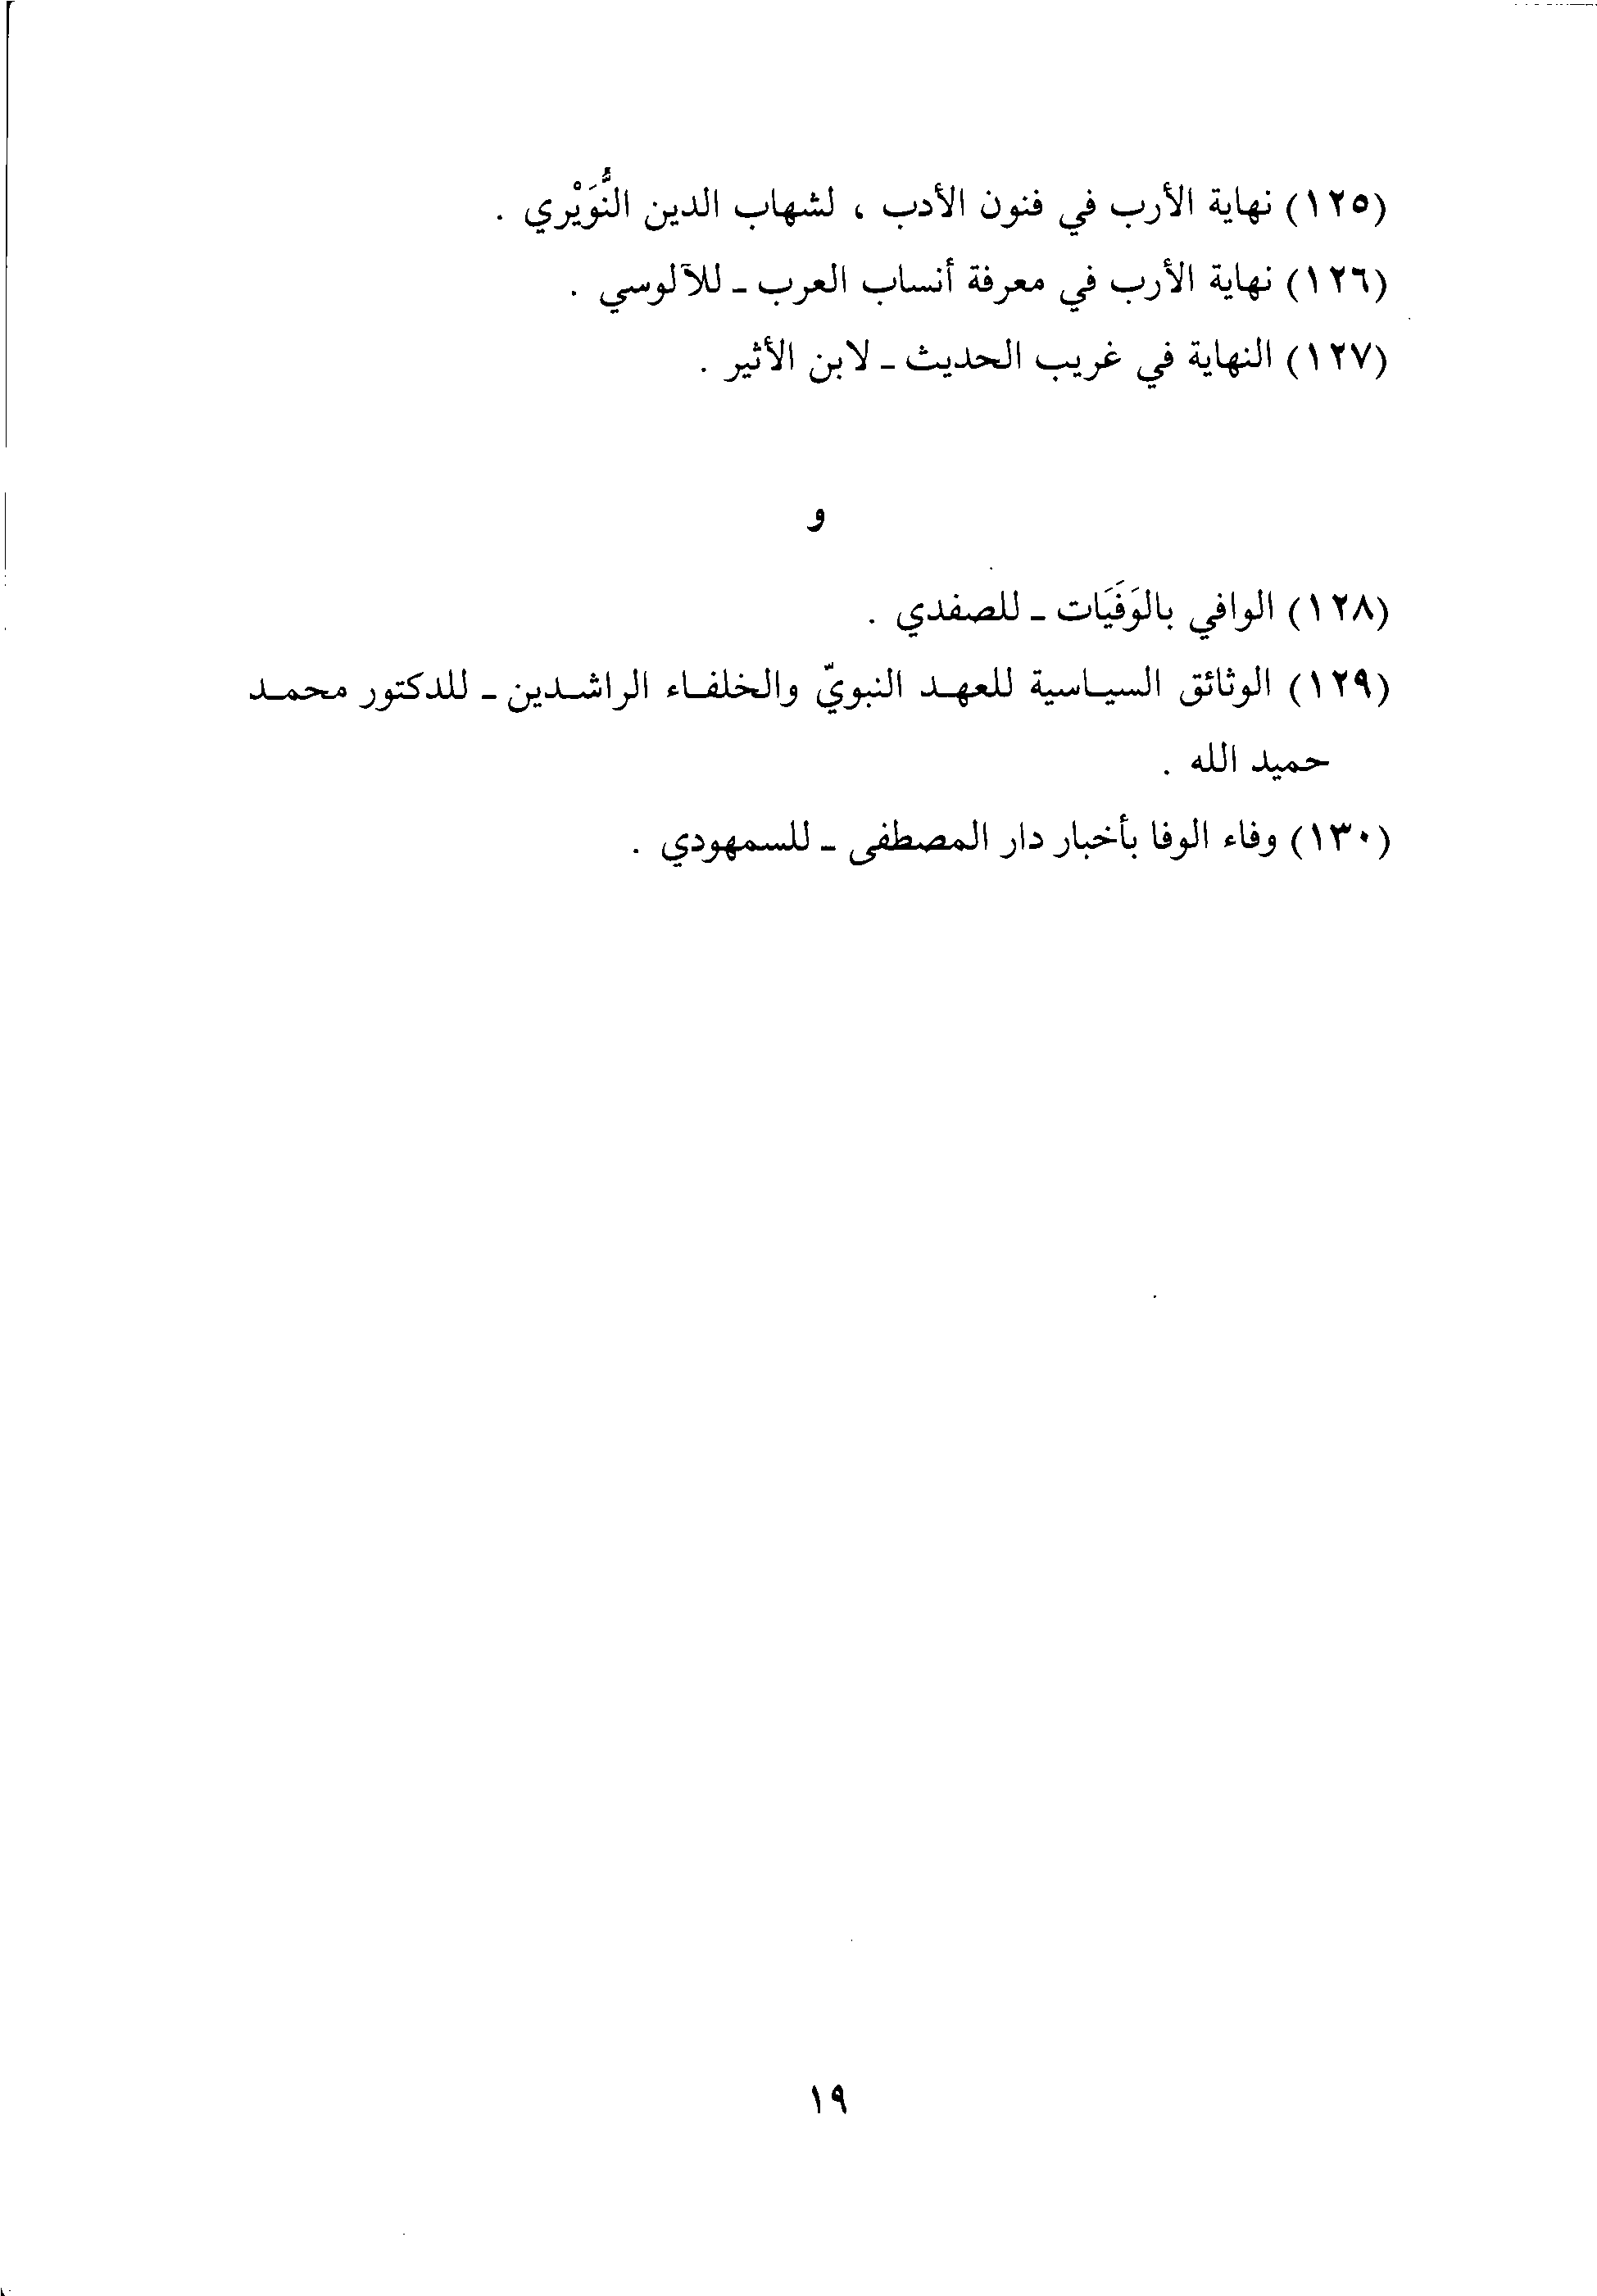 (١٢٥) نهاية الأرب في فنون الأدب ، لشهاب الدين النُّوَيْري .
(١٢٦) نهاية الأرب في معرفة أنساب العرب ـ للآلوسي .
(١٢٧) النهاية في غريب الحديث ـ لابن الأثير .
و
(١٢٨) الوافي بالوَفَيَات ـ للصفدي .
(١٢٩) الوثائق السياسية للعهد النبويّ والخلفاء الراشدين ـ للدكتور محمد
حميد الله .
(١٣٠) وفاء الوفا بأخبار دار المصطفى ـ للسمهودي .
١٩